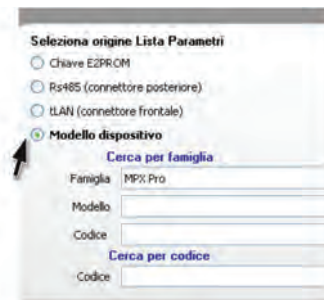 Seleziona origine Lista Parametri
Chiave E2PROM
Rs485 (connettore posteriore)
tLAN (connettore frontale)
Modello dispositivo
Cerca per famiglia
Famiglia MPX Pro
Modello
Codice
Cerca per codice
Codice